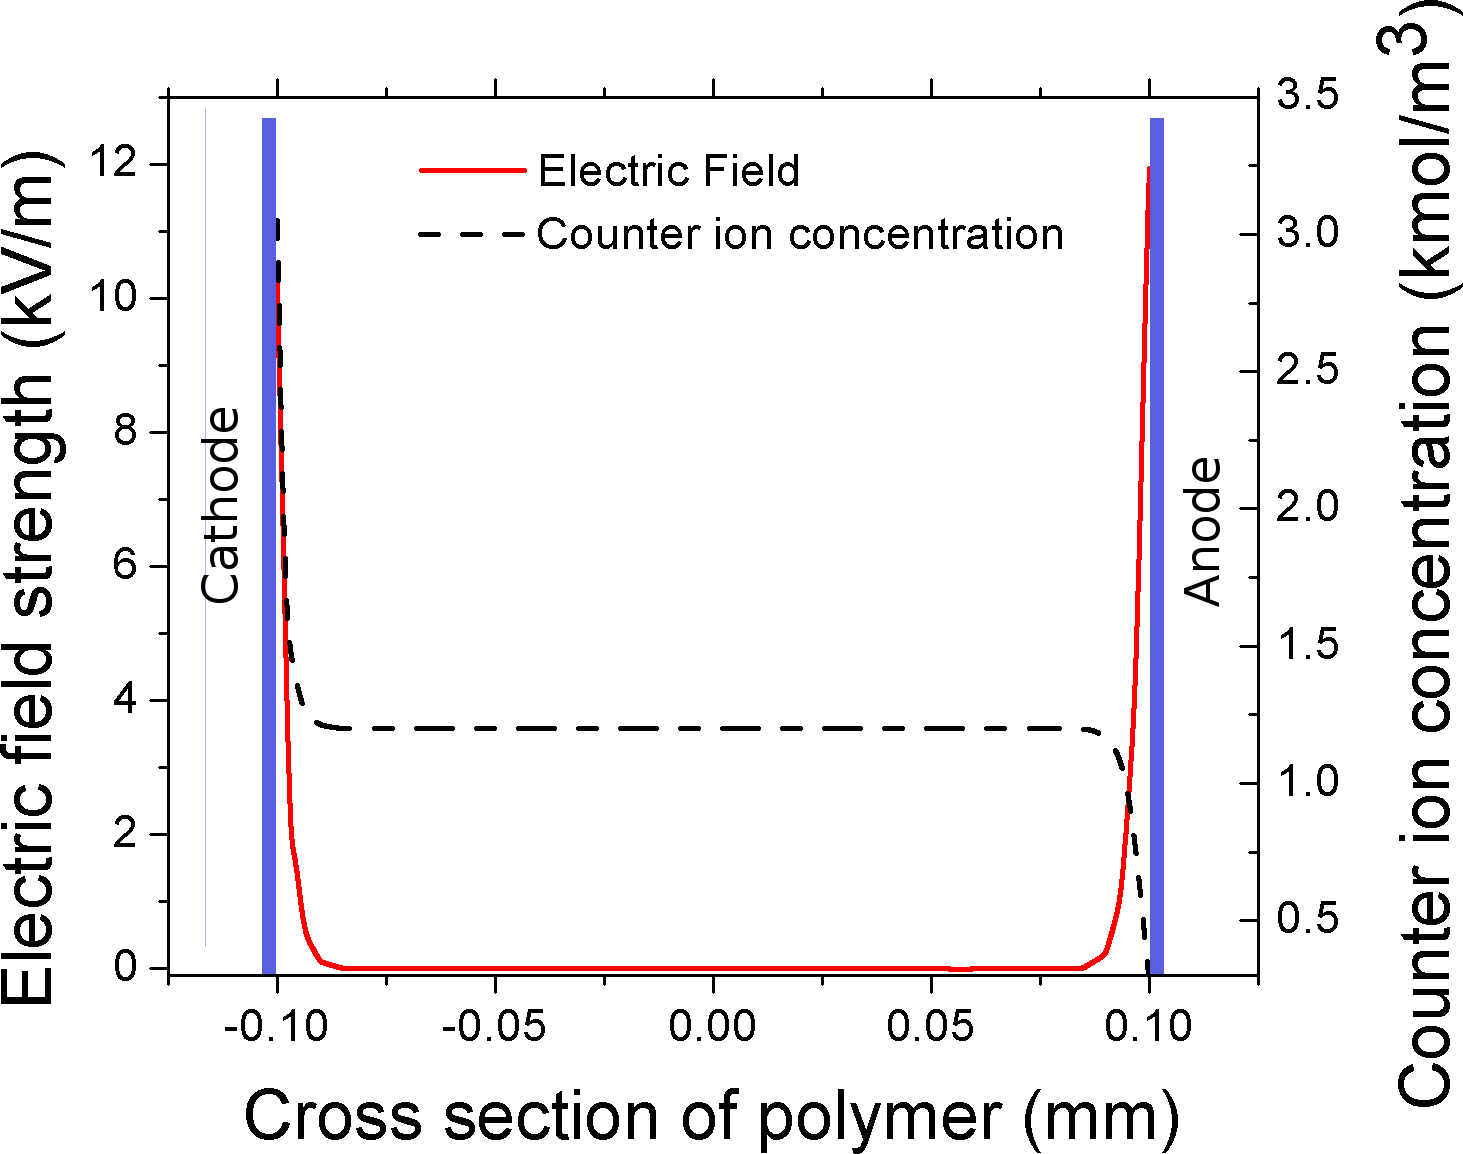 Electric field strength (kV/m)
12
10
8
6
4
2
0
Cathode
Electric Field
Counter ion concentration
Anode
3.5
3.0
2.5
2.0
1.5
1.0
0.5
Counter ion concentration (kmol/m³)
-0.10
-0.05
0.00
0.05
0.10
Cross section of polymer (mm)